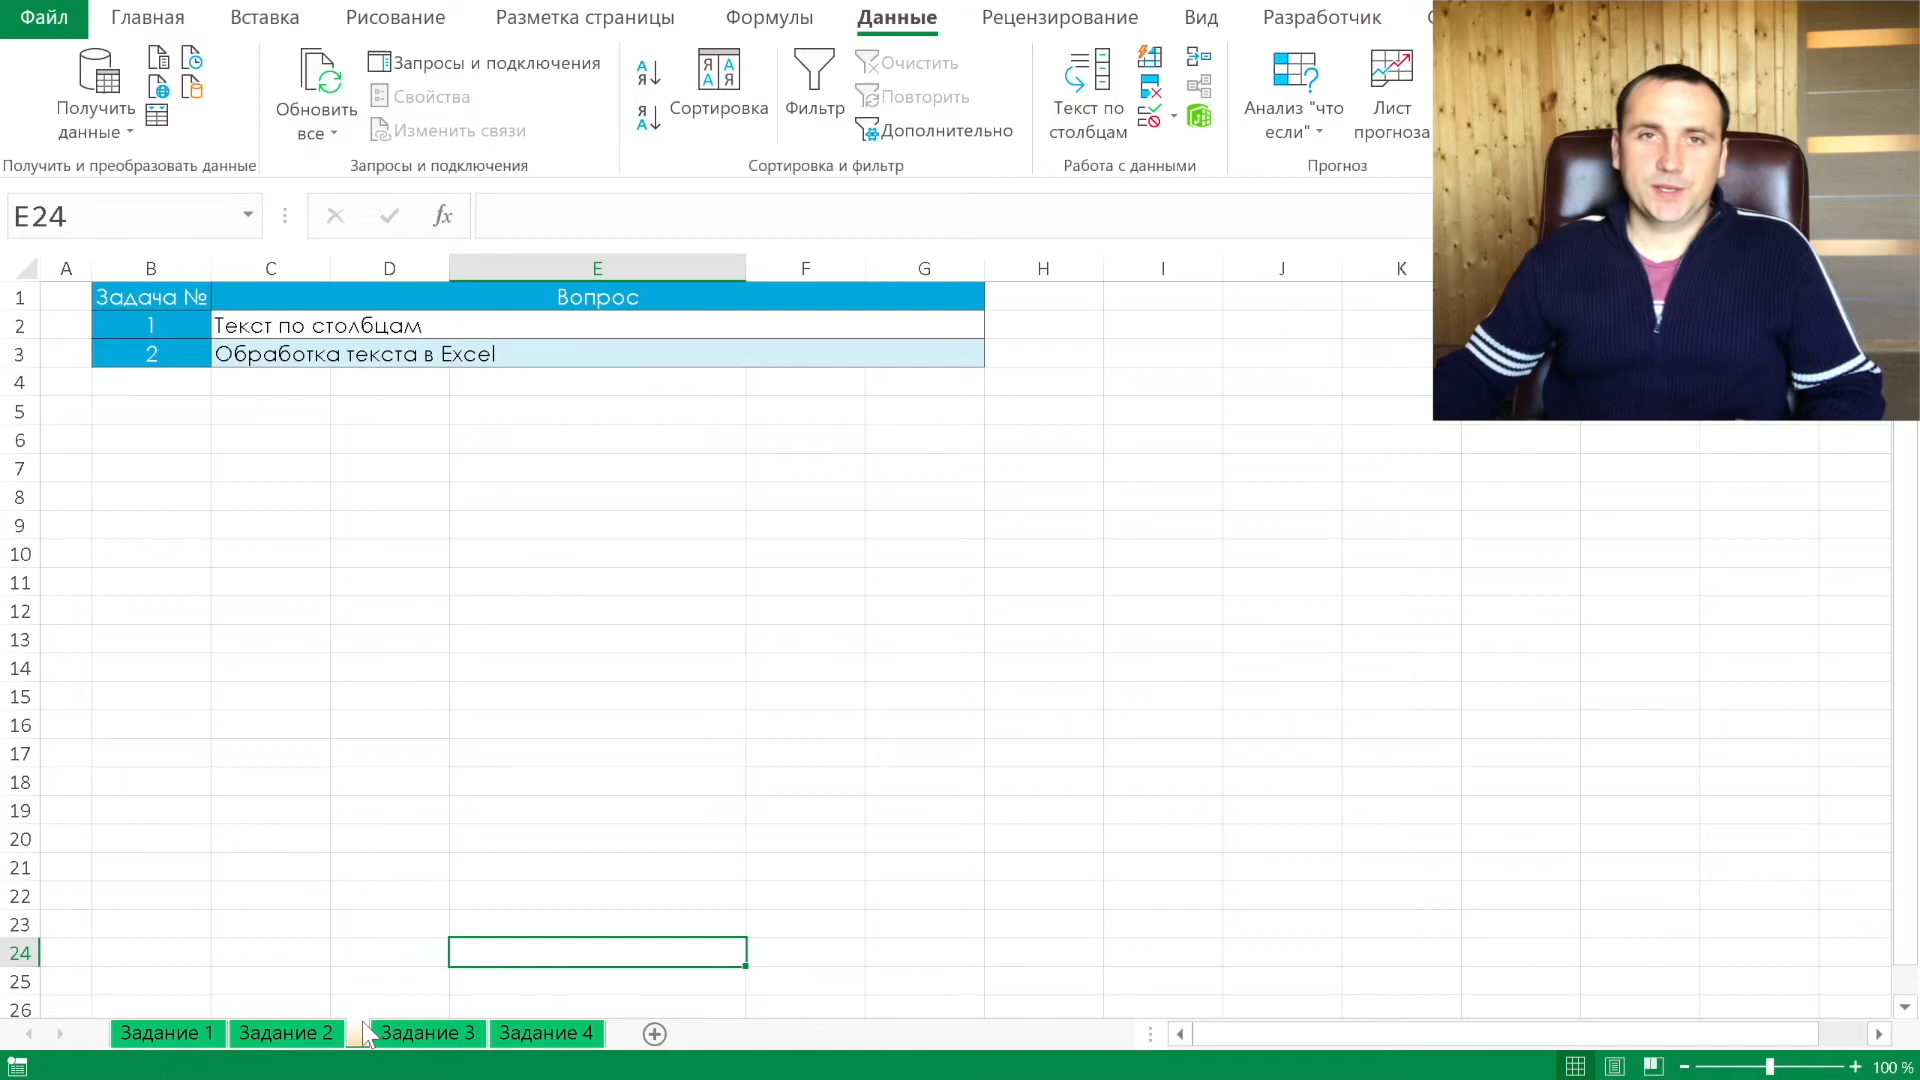 Файл Главная Вставка Рисование Разметка страницы Формулы Данные Рецензирование Вид Разработчик
Получить данные
Обновить все
Запросы и подключения
Свойства
Изменить связи
А Я
Я А
Я А А Я
Сортировка
Фильтр
Очистить
Повторить
Дополнительно
Текст по столбцам
Анализ "что если"
Лист прогноза
Получить и преобразовать данные Запросы и подключения Сортировка и фильтр Работа с данными Прогноз
E24 fx
A B C D E F G H I J K
1 Задача № Вопрос
2 1 Текст по столбцам
3 2 Обработка текста в Excel
4
5
6
7
8
9
10
11
12
13
14
15
16
17
18
19
20
21
22
23
24
25
26
Задание 1 Задание 2 Задание 3 Задание 4
100 %